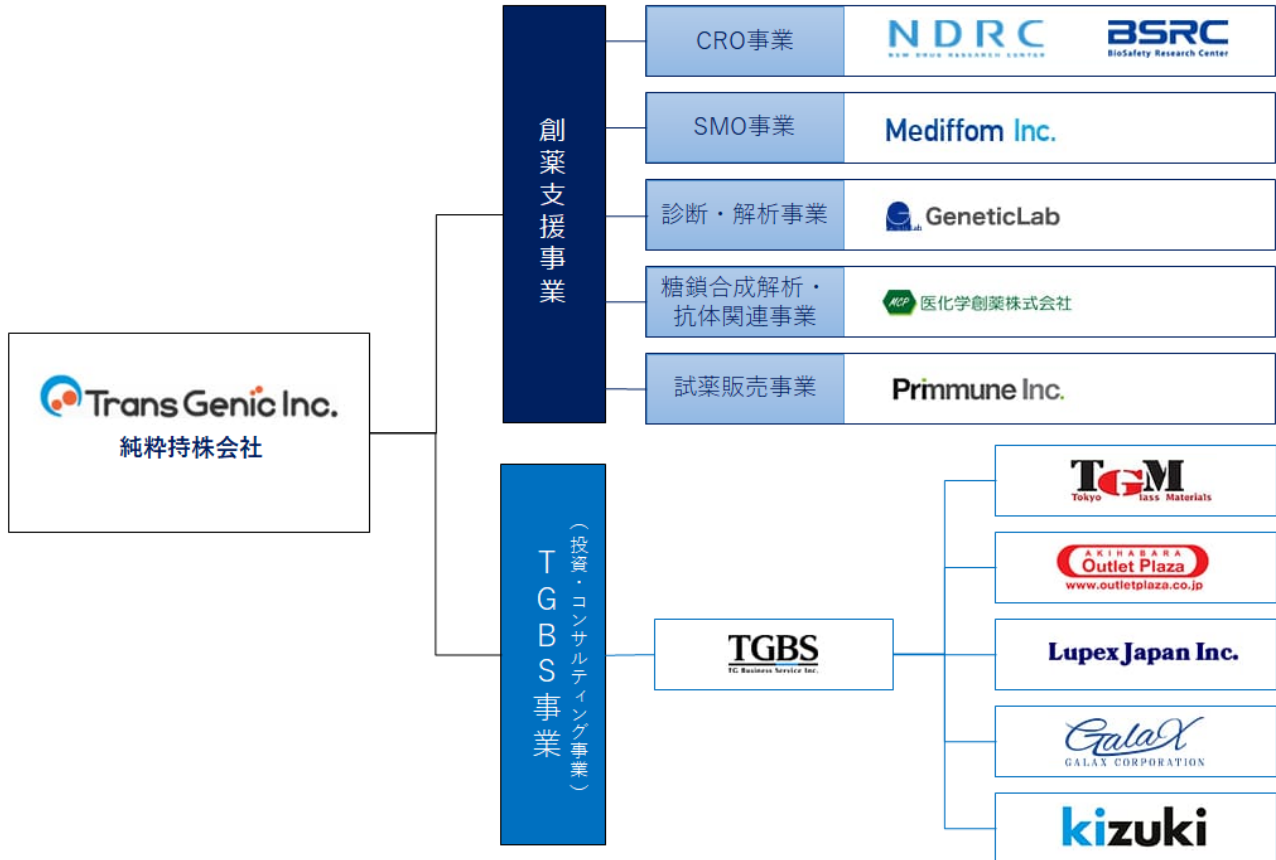 Trans Genic Inc.
純粋持株会社
創薬支援事業
CRO事業
NDRC
NEW DRUG RESEARCH CENTER
BSRC
BioSafety Research Center
SMO事業
Mediffom Inc.
診断・解析事業
GeneticLab
糖鎖合成解析・
抗体関連事業
MCP 医化学創薬株式会社
試薬販売事業
Primmune Inc.
TGBS事業
（投資・コンサルティング事業）
TGBS
TG Business Service Inc.
TGM
Tokyo Glass Materials
AKIHABARA
Outlet Plaza
www.outletplaza.co.jp
Lupex Japan Inc.
GalaX
GALAX CORPORATION
kizuki